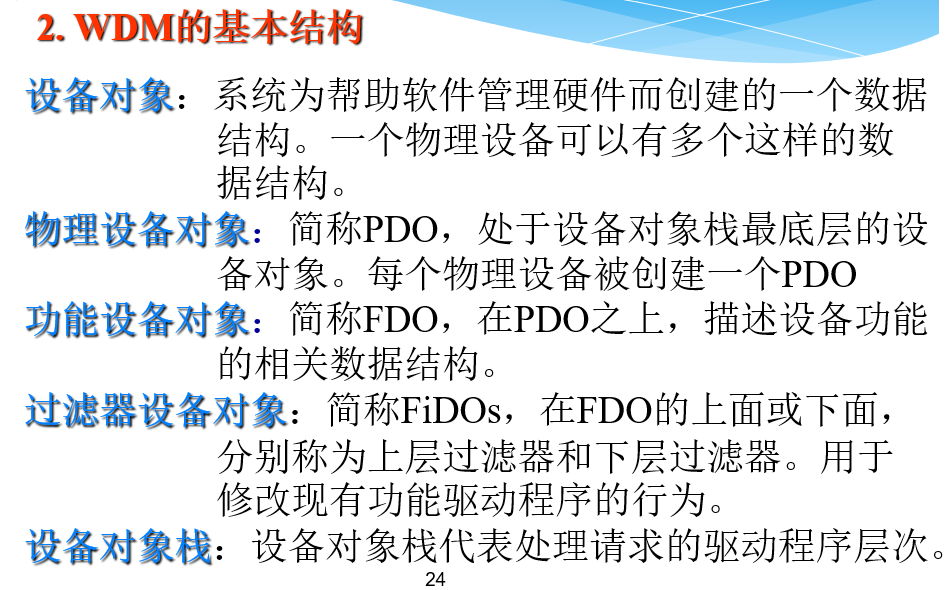 2. WDM的基本结构
设备对象：系统为帮助软件管理硬件而创建的一个数据
结构。一个物理设备可以有多个这样的数
据结构。
物理设备对象：简称PDO，处于设备对象栈最底层的设
备对象。每个物理设备被创建一个PDO
功能设备对象：简称FDO，在PDO之上，描述设备功能
的相关数据结构。
过滤器设备对象：简称FiDOs，在FDO的上面或下面，
分别称为上层过滤器和下层过滤器。用于
修改现有功能驱动程序的行为。
设备对象栈：设备对象栈代表处理请求的驱动程序层次。
24